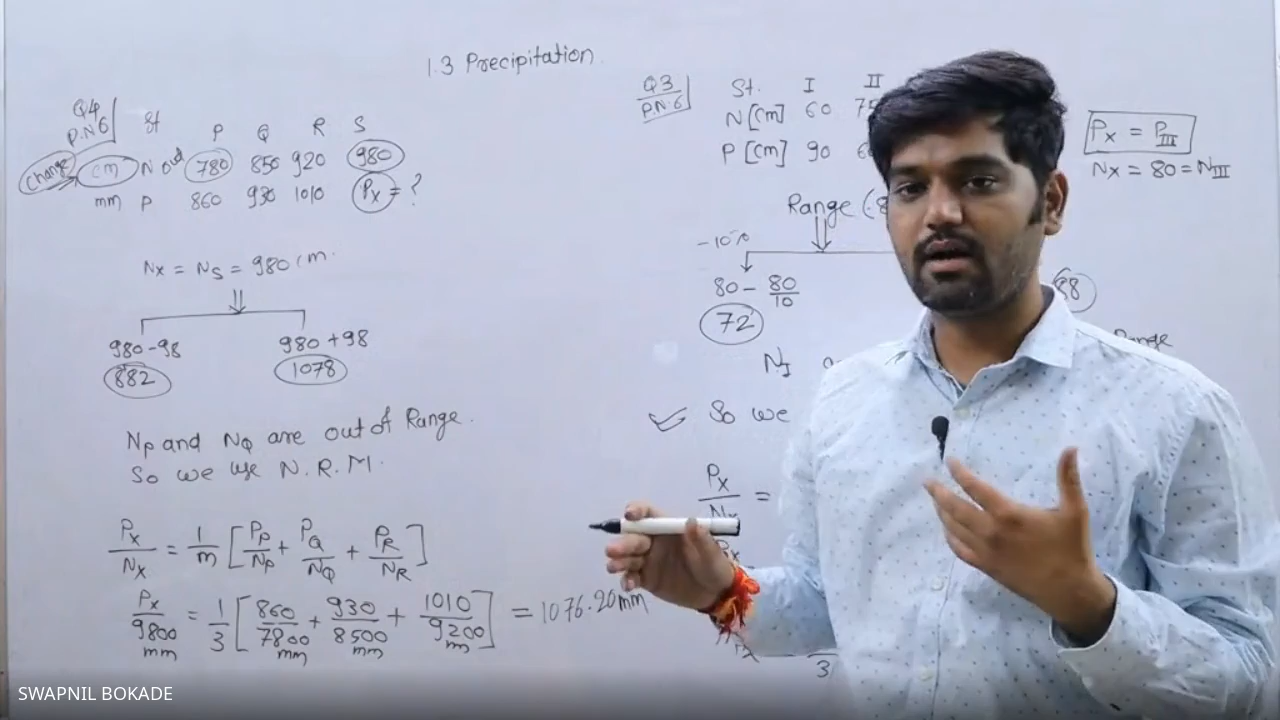 1.3 Precipitation
Q4
P.N.6
St P Q R S
Change cm N out 780 850 920 980
mm P 860 930 1010 Px = ?
Nx = Ns = 980 cm.
980-98 980 +98
882 1078
Np and NQ are out of Range.
So we use N.R.M.
Px/Nx = 1/m [Pp/Np + PQ/NQ + PR/NR]
Px/9800 mm = 1/3 [860/7800 mm + 930/8500 mm + 1010/9200 m] = 1076.20 mm
Q3
P.N.6
St. I II
N [cm] 60
P [cm] 90
Px = PIII
Nx = 80 = NIII
Range
-10%
80 - 80/10
72
88
NI
Range
So we
Px/Nx =
3
SWAPNIL BOKADE